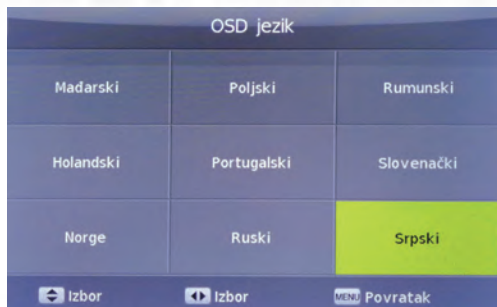 OSD jezik
Mađarski Poljski Rumunski
Holandski Portugalski Slovenački
Norge Ruski Srpski
Izbor Izbor MENU Povratak